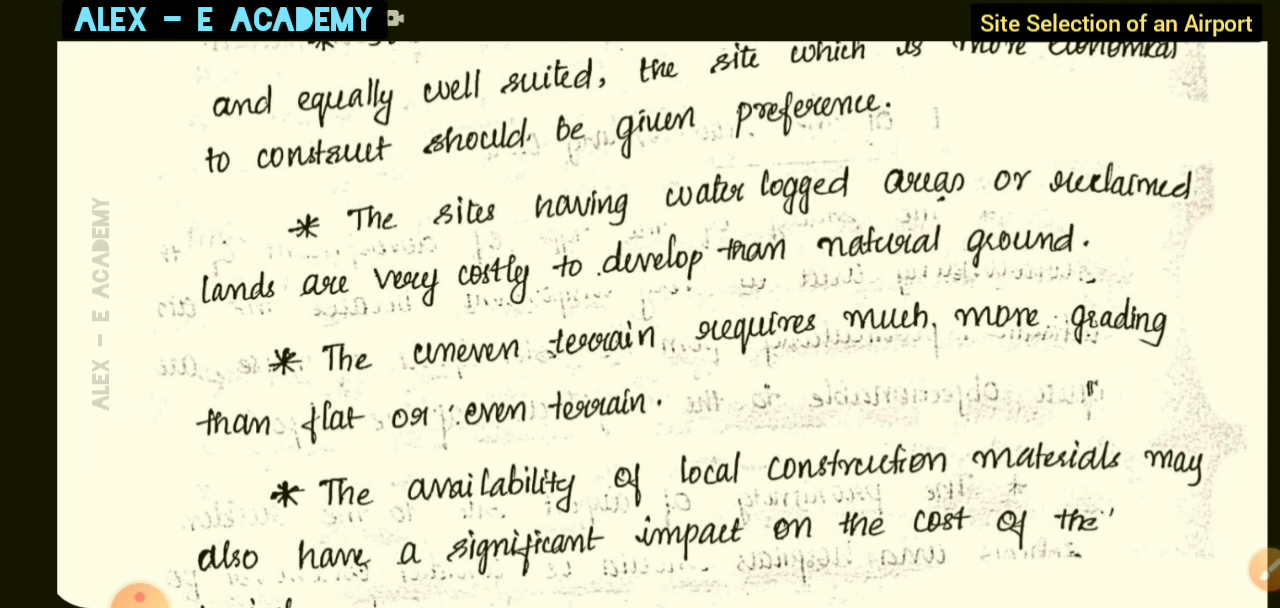 ALEX - E ACADEMY
Site Selection of an Airport
and equally well suited, the site which is more economical
to construct should be given preference.
* The sites having water logged areas or reclaimed
lands are very costly to develop than natural ground.
* The uneven terrain requires much more grading
than flat or even terrain.
* The availability of local construction materials may
also have a significant impact on the cost of the
ALEX - E ACADEMY